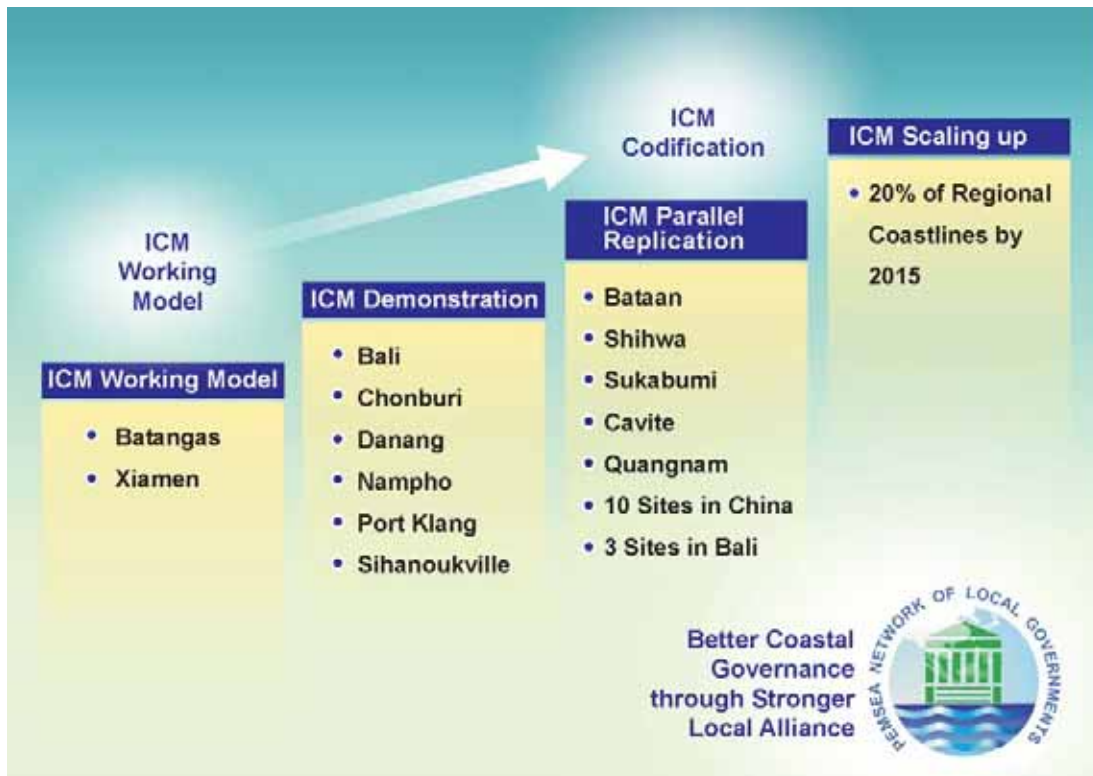 ICM
Working
Model
ICM
Codification
ICM Working Model
• Batangas
• Xiamen
ICM Demonstration
• Bali
• Chonburi
• Danang
• Nampho
• Port Klang
• Sihanoukville
ICM Parallel
Replication
• Bataan
• Shihwa
• Sukabumi
• Cavite
• Quangnam
• 10 Sites in China
• 3 Sites in Bali
ICM Scaling up
• 20% of Regional
Coastlines by
2015
Better Coastal
Governance
through Stronger
Local Alliance
PEMSEA NETWORK OF LOCAL GOVERNMENTS